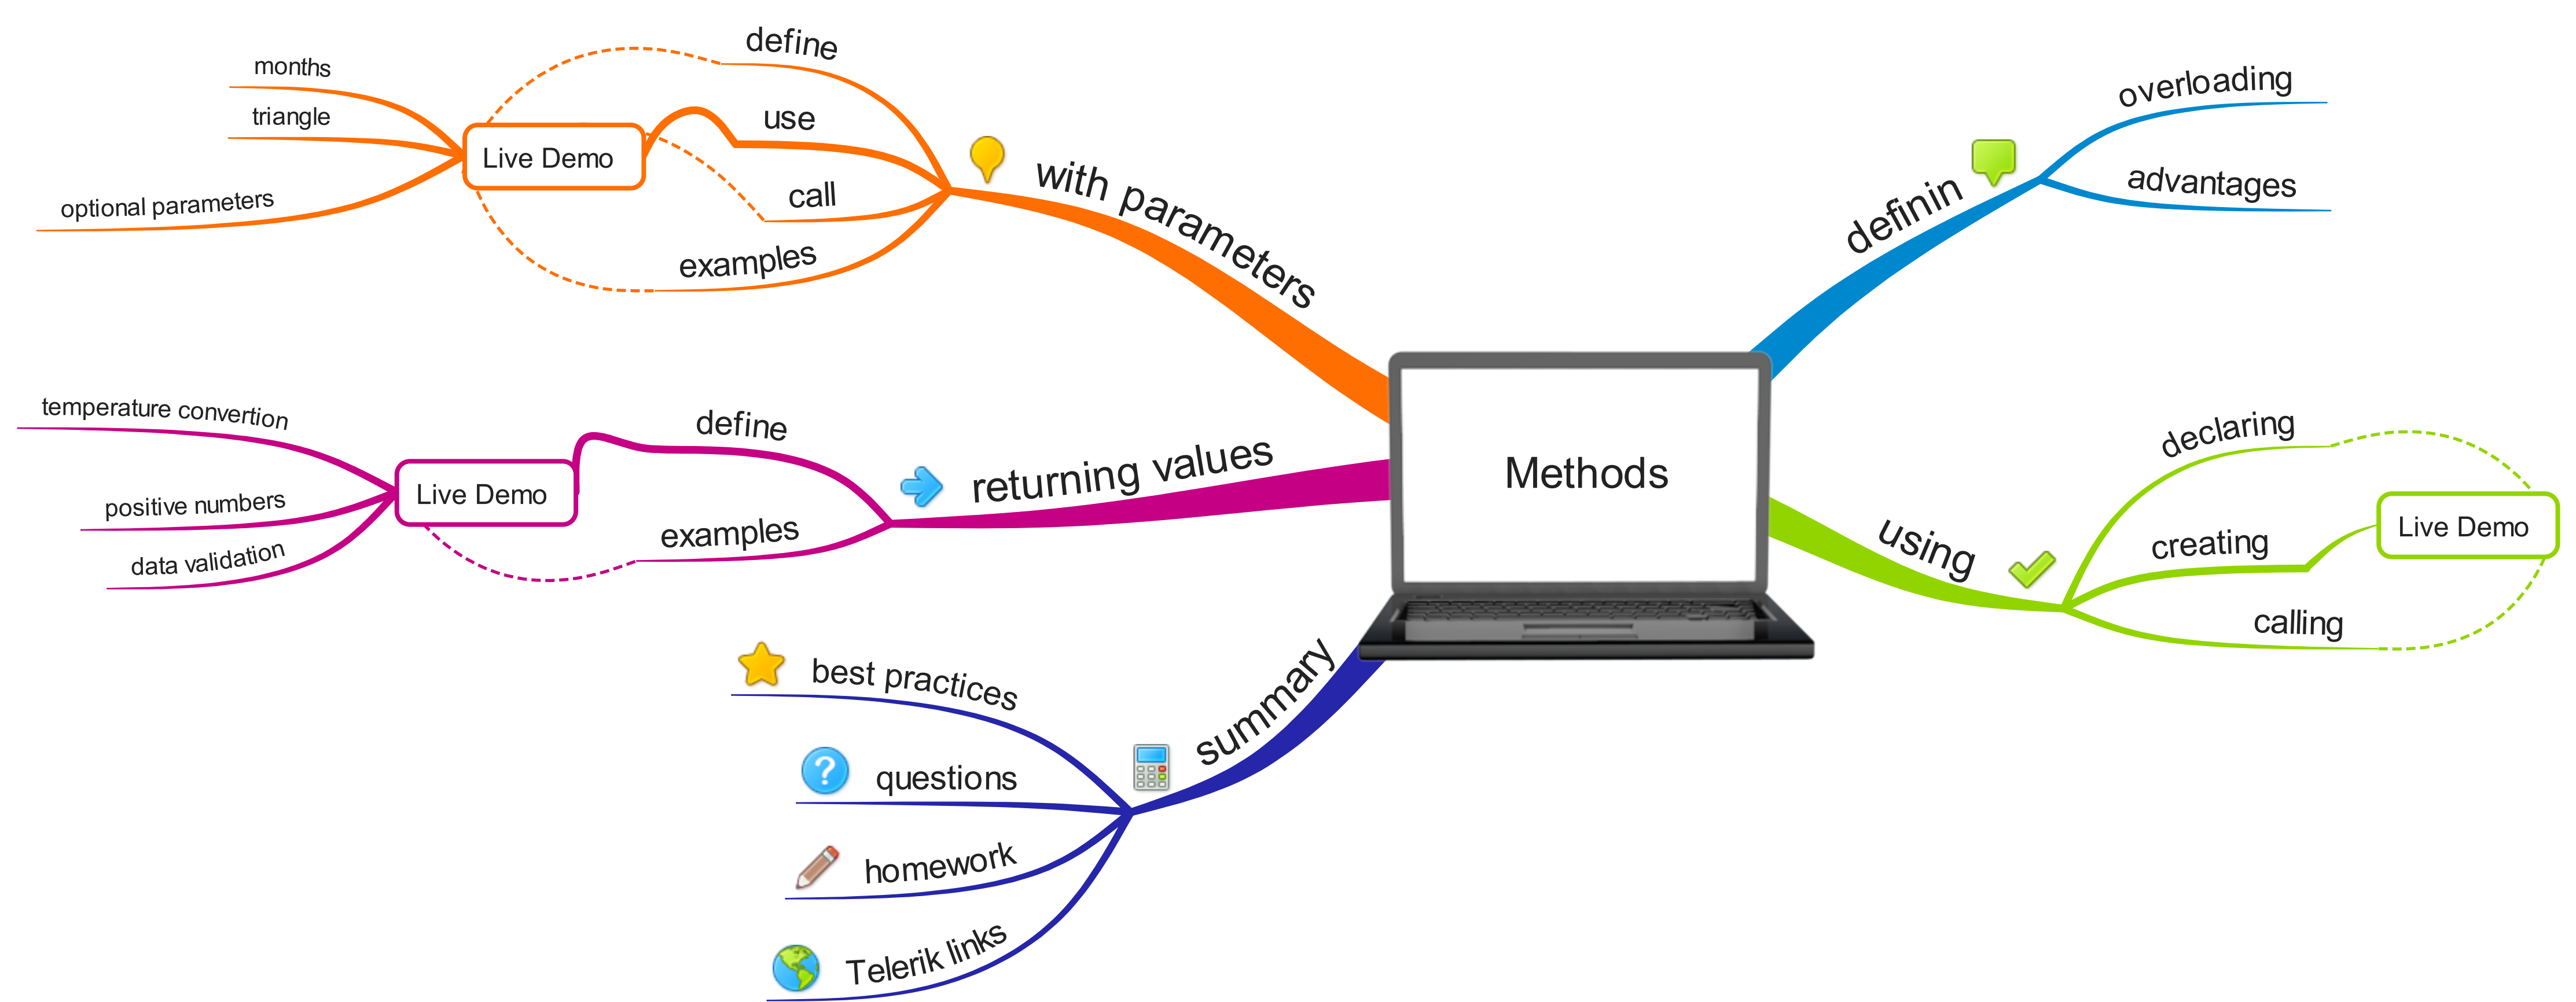 Methods
definin
overloading
advantages
using
declaring
creating
calling
Live Demo
summary
best practices
questions
homework
Telerik links
returning values
define
examples
Live Demo
temperature convertion
positive numbers
data validation
with parameters
define
use
call
examples
Live Demo
months
triangle
optional parameters
?